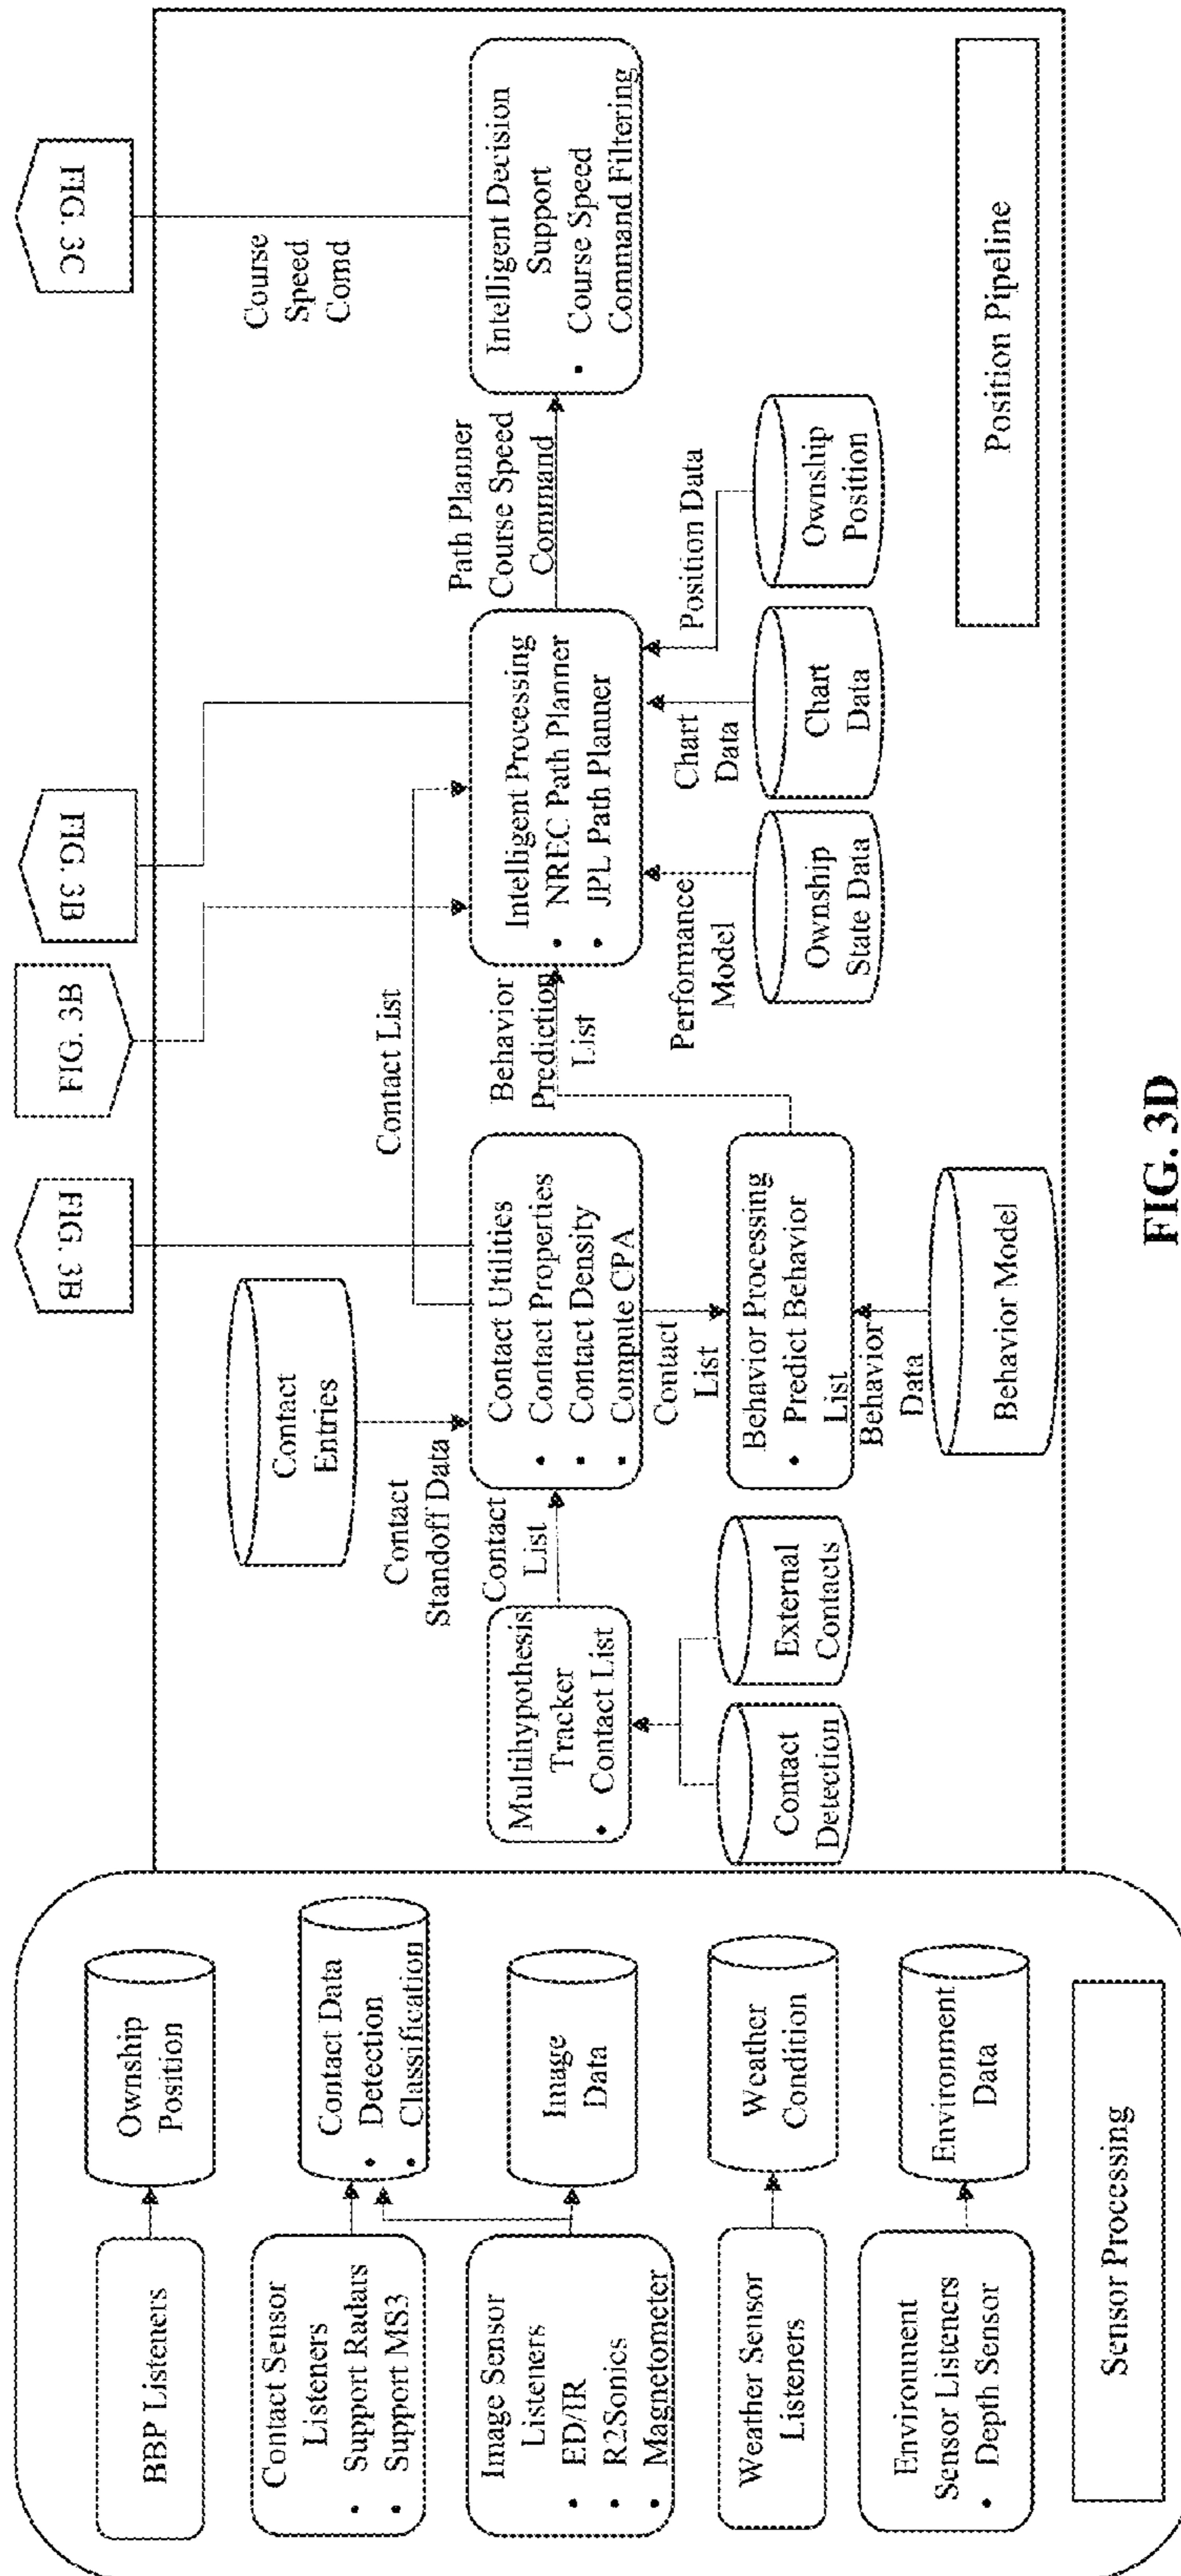 BBP Listeners
Ownship
Position
Contact Sensor
Listeners
• Support Radars
• Support MS3
Contact Data
• Detection
• Classification
Image Sensor
Listeners
• ED/IR
• R2Sonics
• Magnetometer
Image
Data
Weather Sensor
Listeners
Weather
Condition
Environment
Sensor Listeners
• Depth Sensor
Environment
Data
Sensor Processing
FIG. 3B
FIG. 3B
FIG. 3B
FIG. 3C
Contact
Entries
Contact
Standoff Data
Contact List
Course
Speed
Comd
Multihypothesis
Tracker
• Contact List
Contact
List
Contact
Detection
External
Contacts
Contact Utilities
• Contact Properties
• Contact Density
• Compute CPA
Contact
List
Behavior Processing
• Predict Behavior
List
Behavior
Data
Behavior Model
Behavior
Prediction
List
Intelligent Processing
• NREC Path Planner
• JPL Path Planner
Performance
Model
Chart
Data
Position Data
Ownship
State Data
Chart
Data
Ownship
Position
Path Planner
Course Speed
Command
Intelligent Decision
Support
• Course Speed
Command Filtering
Position Pipeline
FIG. 3D